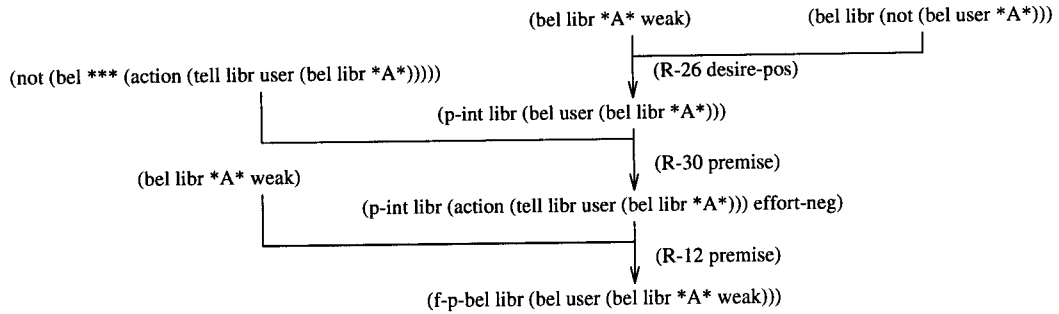 (bel libr *A* weak)
(bel libr (not (bel user *A*)))
(not (bel *** (action (tell libr user (bel libr *A*)))))
(R-26 desire-pos)
(p-int libr (bel user (bel libr *A*)))
(R-30 premise)
(bel libr *A* weak)
(p-int libr (action (tell libr user (bel libr *A*))) effort-neg)
(R-12 premise)
(f-p-bel libr (bel user (bel libr *A* weak)))